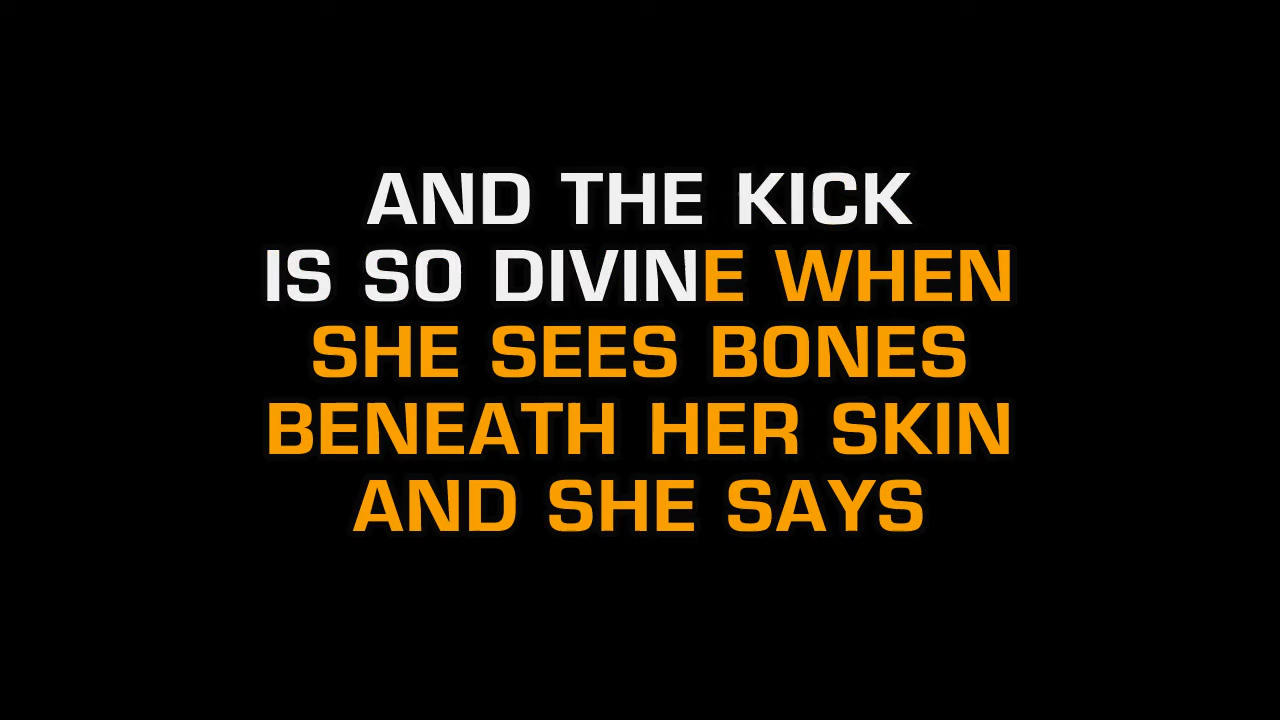 AND THE KICK
IS SO DIVINE WHEN
SHE SEES BONES
BENEATH HER SKIN
AND SHE SAYS